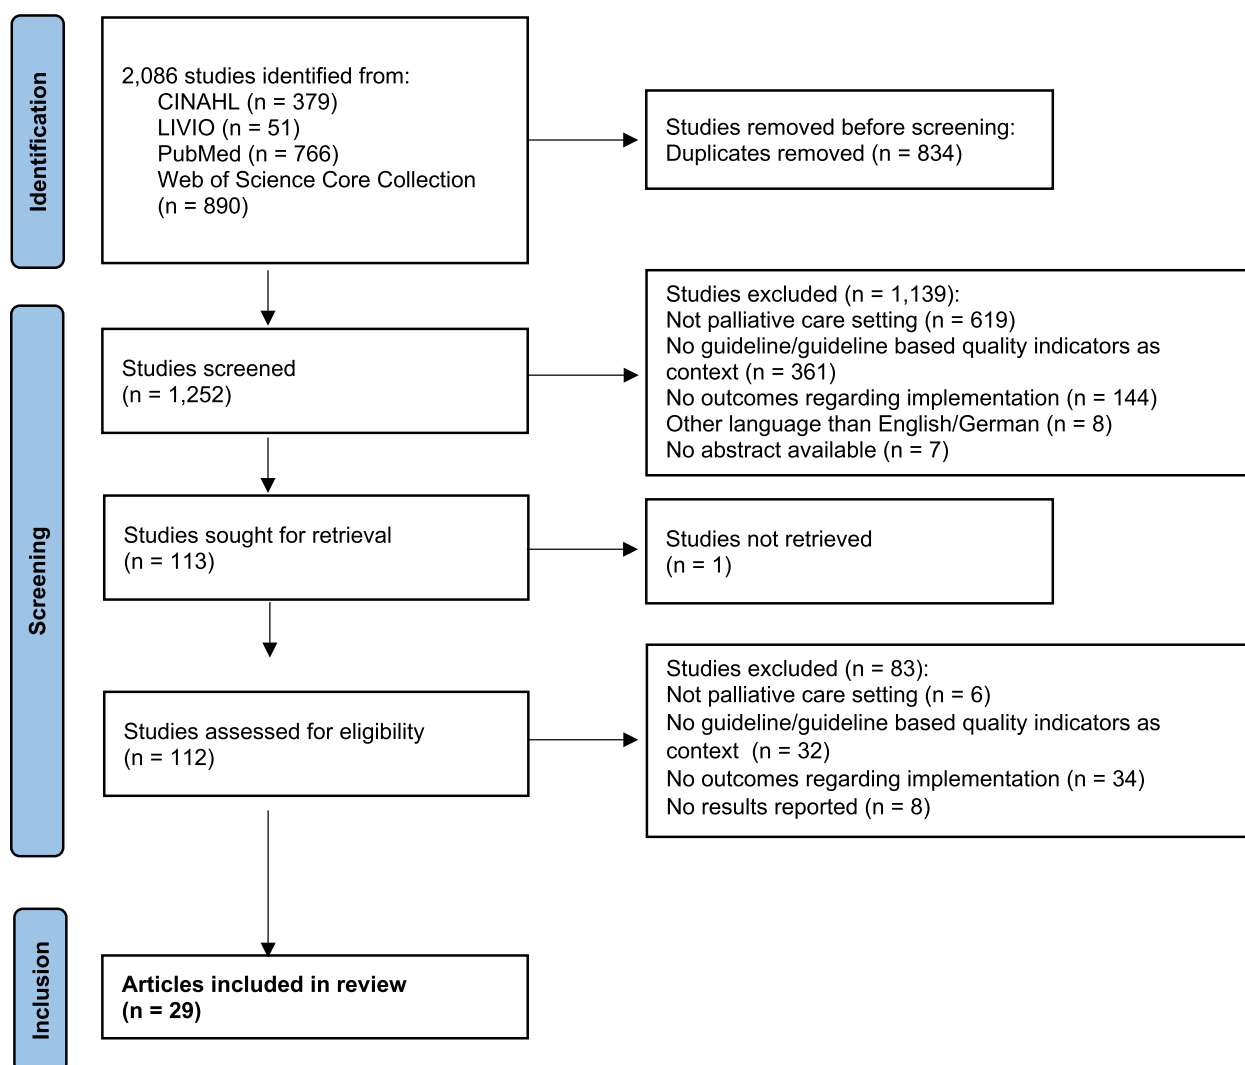 Identification
2,086 studies identified from:
CINAHL (n = 379)
LIVIO (n = 51)
PubMed (n = 766)
Web of Science Core Collection
(n = 890)
Studies removed before screening:
Duplicates removed (n = 834)
Screening
Studies screened
(n = 1,252)
Studies excluded (n = 1,139):
Not palliative care setting (n = 619)
No guideline/guideline based quality indicators as
context (n = 361)
No outcomes regarding implementation (n = 144)
Other language than English/German (n = 8)
No abstract available (n = 7)
Studies sought for retrieval
(n = 113)
Studies not retrieved
(n = 1)
Studies assessed for eligibility
(n = 112)
Studies excluded (n = 83):
Not palliative care setting (n = 6)
No guideline/guideline based quality indicators as
context  (n = 32)
No outcomes regarding implementation (n = 34)
No results reported (n = 8)
Inclusion
Articles included in review
(n = 29)